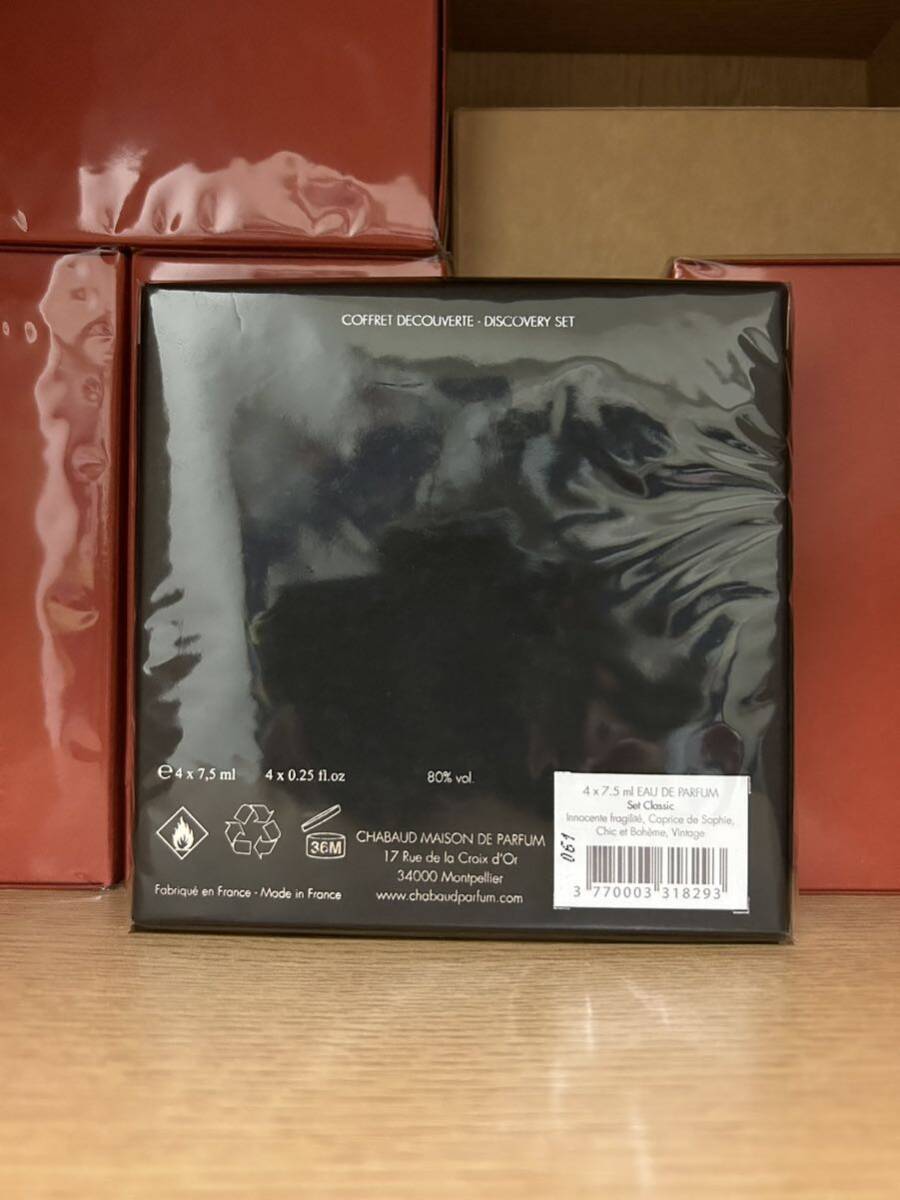 COFFRET DECOUVERTE - DISCOVERY SET
℮ 4 x 7,5 ml 4 x 0.25 fl.oz 80% vol.
36M
CHABAUD MAISON DE PARFUM
17 Rue de la Croix d'Or
34000 Montpellier
www.chabaudparfum.com
Fabriqué en France - Made in France
4 x 7.5 ml EAU DE PARFUM
Set Classic
Innocente fragilité, Caprice de Sophie,
Chic et Bohème, Vintage
061
3 770003 318293